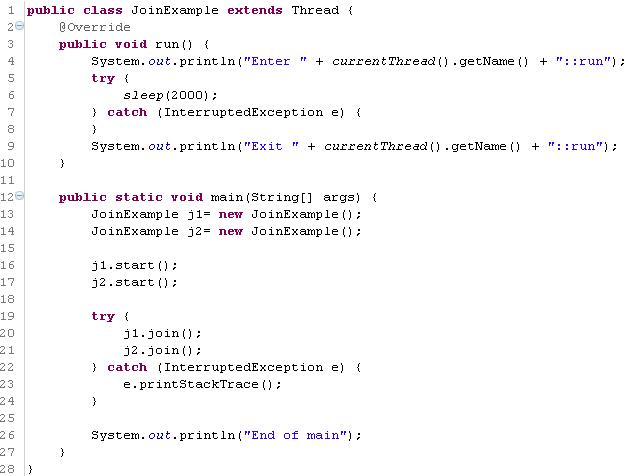 1 public class JoinExample extends Thread {
2 @Override
3 public void run() {
4 System.out.println("Enter " + currentThread().getName() + "::run");
5 try {
6 sleep(2000);
7 } catch (InterruptedException e) {
8 }
9 System.out.println("Exit " + currentThread().getName() + "::run");
10 }
11
12 public static void main(String[] args) {
13 JoinExample j1= new JoinExample();
14 JoinExample j2= new JoinExample();
15
16 j1.start();
17 j2.start();
18
19 try {
20 j1.join();
21 j2.join();
22 } catch (InterruptedException e) {
23 e.printStackTrace();
24 }
25
26 System.out.println("End of main");
27 }
28 }